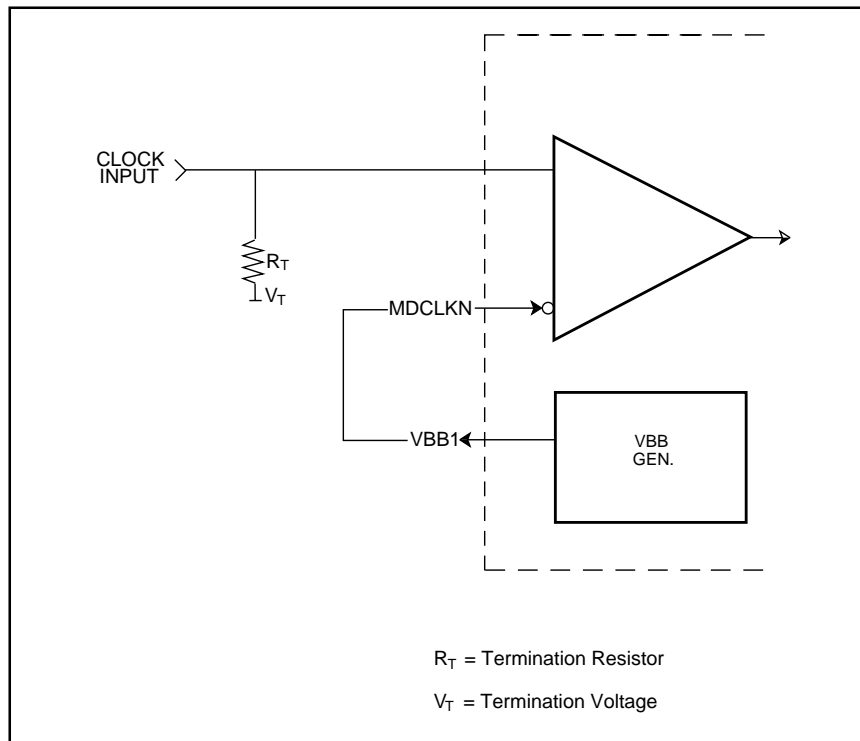 CLOCK
INPUT
RT
VT
MDCLKN
VBB1
VBB
GEN.
RT = Termination Resistor
VT = Termination Voltage